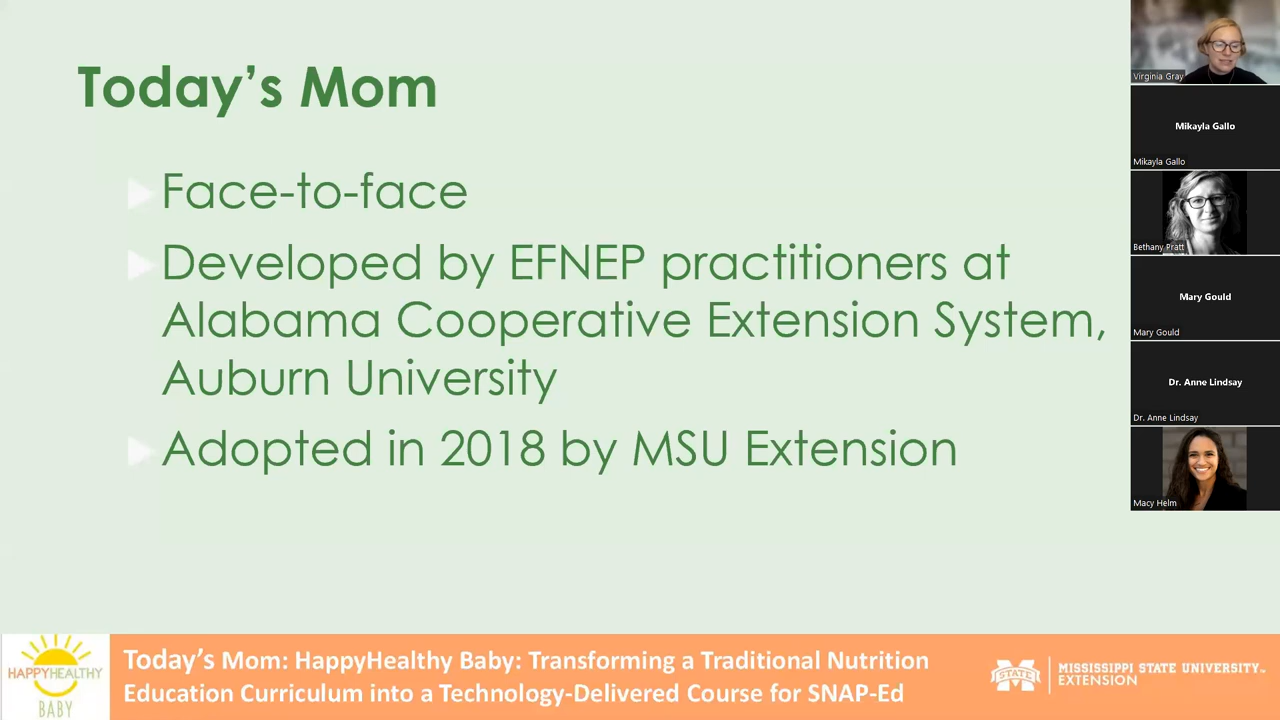 Today's Mom
Face-to-face
Developed by EFNEP practitioners at
Alabama Cooperative Extension System,
Auburn University
Adopted in 2018 by MSU Extension
Virginia Gray
Mikayla Gallo
Mikayla Gallo
Bethany Pratt
Mary Gould
Mary Gould
Dr. Anne Lindsay
Dr. Anne Lindsay
Macy Helm
HAPPYHEALTHY
BABY
Today's Mom: HappyHealthy Baby: Transforming a Traditional Nutrition
Education Curriculum into a Technology-Delivered Course for SNAP-Ed
STATE
MISSISSIPPI STATE UNIVERSITY™
EXTENSION